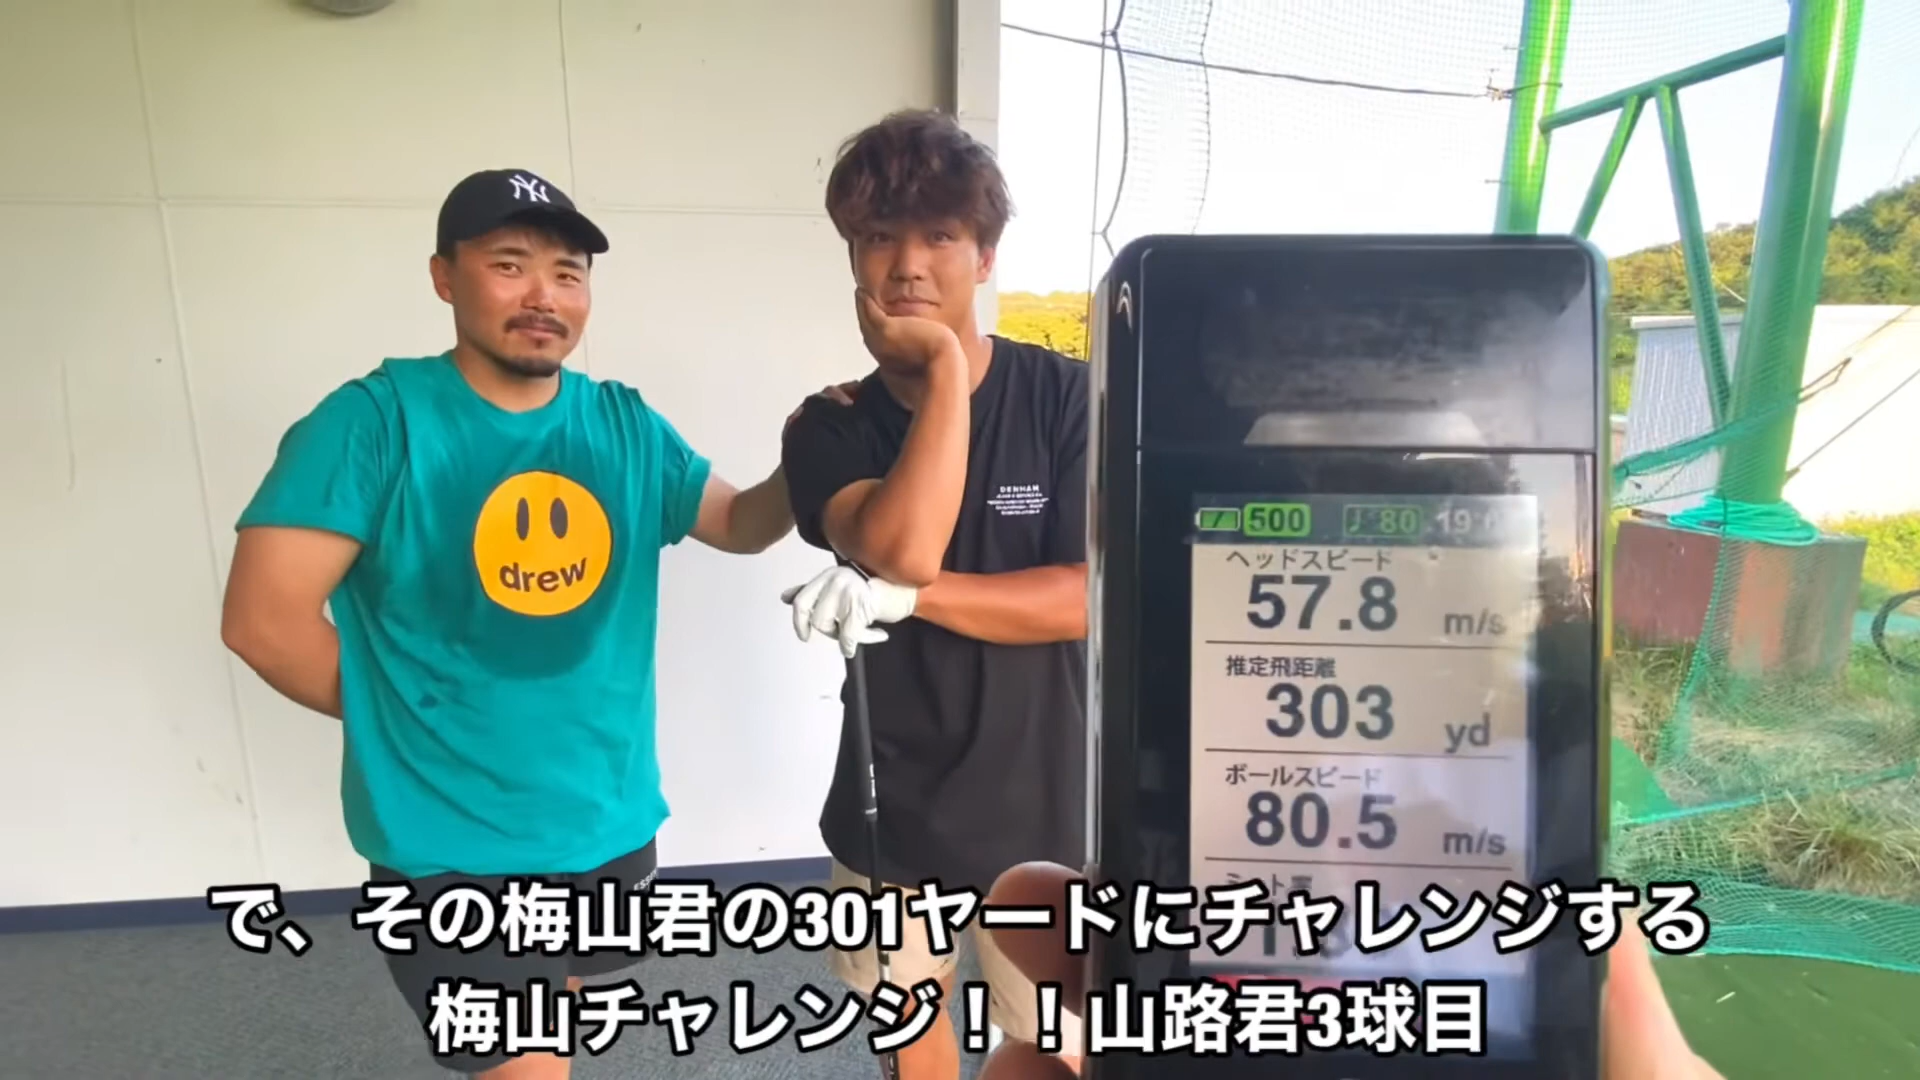 NY
drew
DENHAM
500
80
ヘッドスピード
57.8 m/s
推定飛距離
303 yd
ボールスピード
80.5 m/s
で、その梅山君の301ヤードにチャレンジする
梅山チャレンジ！！山路君3球目